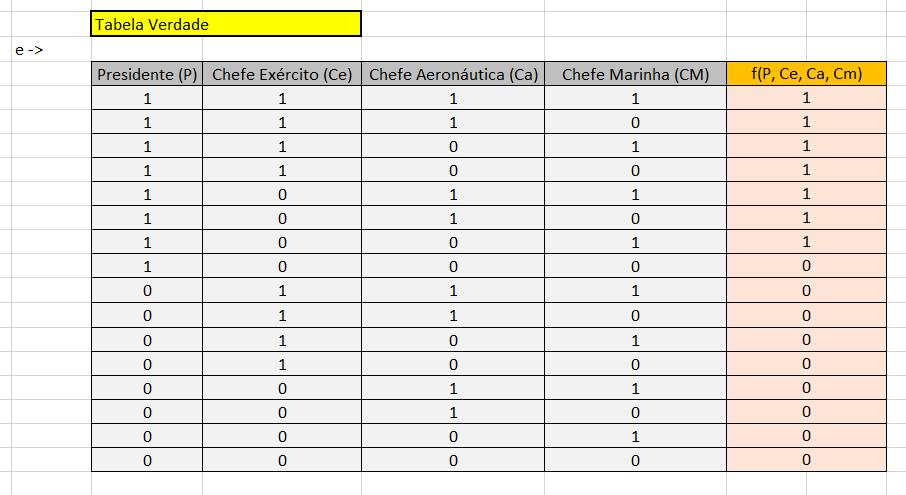 Tabela Verdade
e ->
Presidente (P) Chefe Exército (Ce) Chefe Aeronáutica (Ca) Chefe Marinha (CM) f(P, Ce, Ca, Cm)
1 1 1 1 1
1 1 1 0 1
1 1 0 1 1
1 1 0 0 1
1 0 1 1 1
1 0 1 0 1
1 0 0 1 1
1 0 0 0 0
0 1 1 1 0
0 1 1 0 0
0 1 0 1 0
0 1 0 0 0
0 0 1 1 0
0 0 1 0 0
0 0 0 1 0
0 0 0 0 0